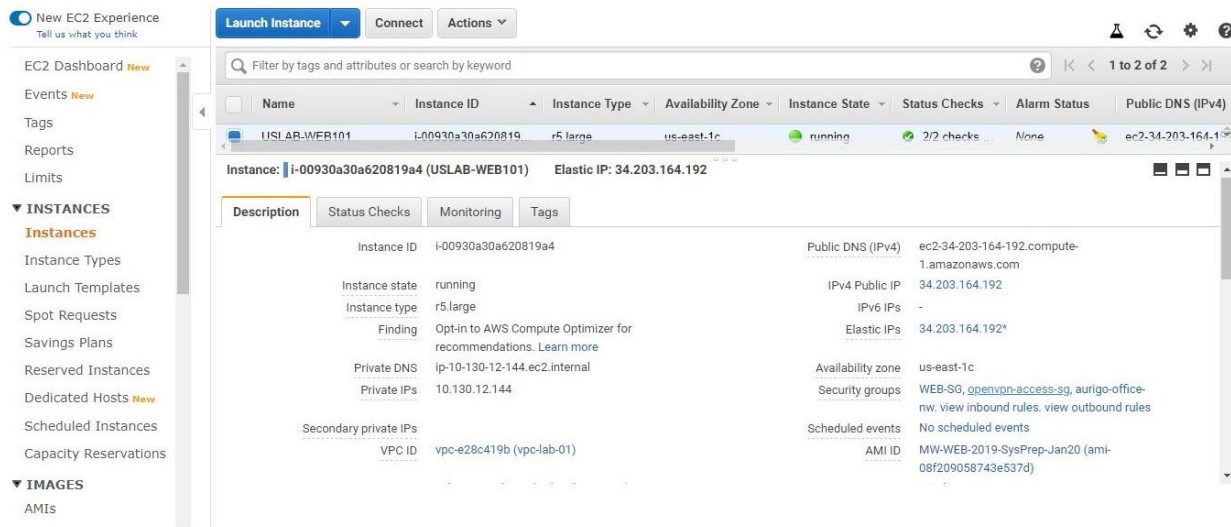 New EC2 Experience
Tell us what you think
EC2 Dashboard New
Events New
Tags
Reports
Limits
INSTANCES
Instances
Instance Types
Launch Templates
Spot Requests
Savings Plans
Reserved Instances
Dedicated Hosts New
Scheduled Instances
Capacity Reservations
IMAGES
AMIs
Launch Instance Connect Actions
Filter by tags and attributes or search by keyword 1 to 2 of 2
Name Instance ID Instance Type Availability Zone Instance State Status Checks Alarm Status Public DNS (IPv4)
USLAB-WEB101 i-00930a30a620819 r5.large us-east-1c running 2/2 checks ... None ec2-34-203-164-1
Instance: i-00930a30a620819a4 (USLAB-WEB101) Elastic IP: 34.203.164.192
Description Status Checks Monitoring Tags
Instance ID i-00930a30a620819a4 Public DNS (IPv4) ec2-34-203-164-192.compute-
1.amazonaws.com
Instance state running IPv4 Public IP 34.203.164.192
Instance type r5.large IPv6 IPs -
Finding Opt-in to AWS Compute Optimizer for Elastic IPs 34.203.164.192*
recommendations. Learn more
Private DNS ip-10-130-12-144.ec2.internal Availability zone us-east-1c
Private IPs 10.130.12.144 Security groups WEB-SG, openvpn-access-sg, aurigo-office-
nw. view inbound rules. view outbound rules
Secondary private IPs Scheduled events No scheduled events
VPC ID vpc-e28c419b (vpc-lab-01) AMI ID MW-WEB-2019-SysPrep-Jan20 (ami-
08f209058743e537d)